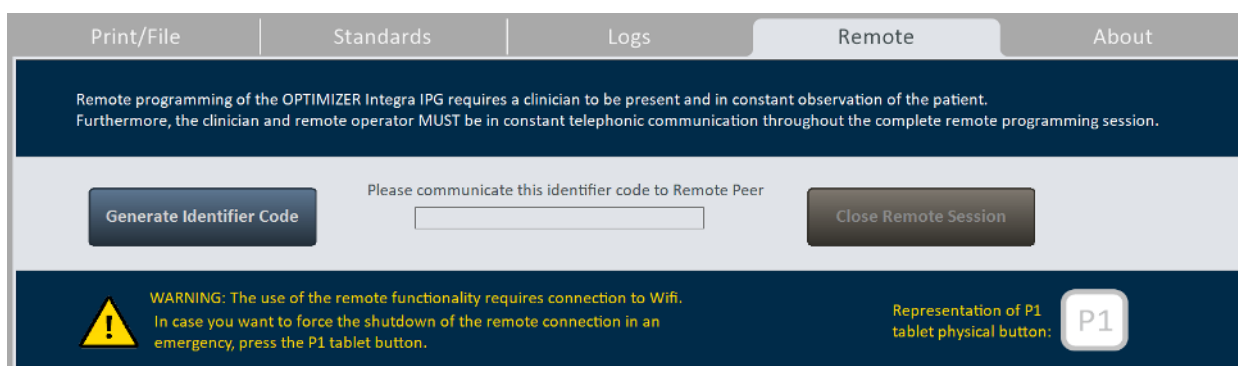 Print/File
Standards
Logs
Remote
About
Remote programming of the OPTIMIZER Integra IPG requires a clinician to be present and in constant observation of the patient.
Furthermore, the clinician and remote operator MUST be in constant telephonic communication throughout the complete remote programming session.
Generate Identifier Code
Please communicate this identifier code to Remote Peer
Close Remote Session
WARNING: The use of the remote functionality requires connection to Wifi.
In case you want to force the shutdown of the remote connection in an
emergency, press the P1 tablet button.
Representation of P1
tablet physical button:
P1